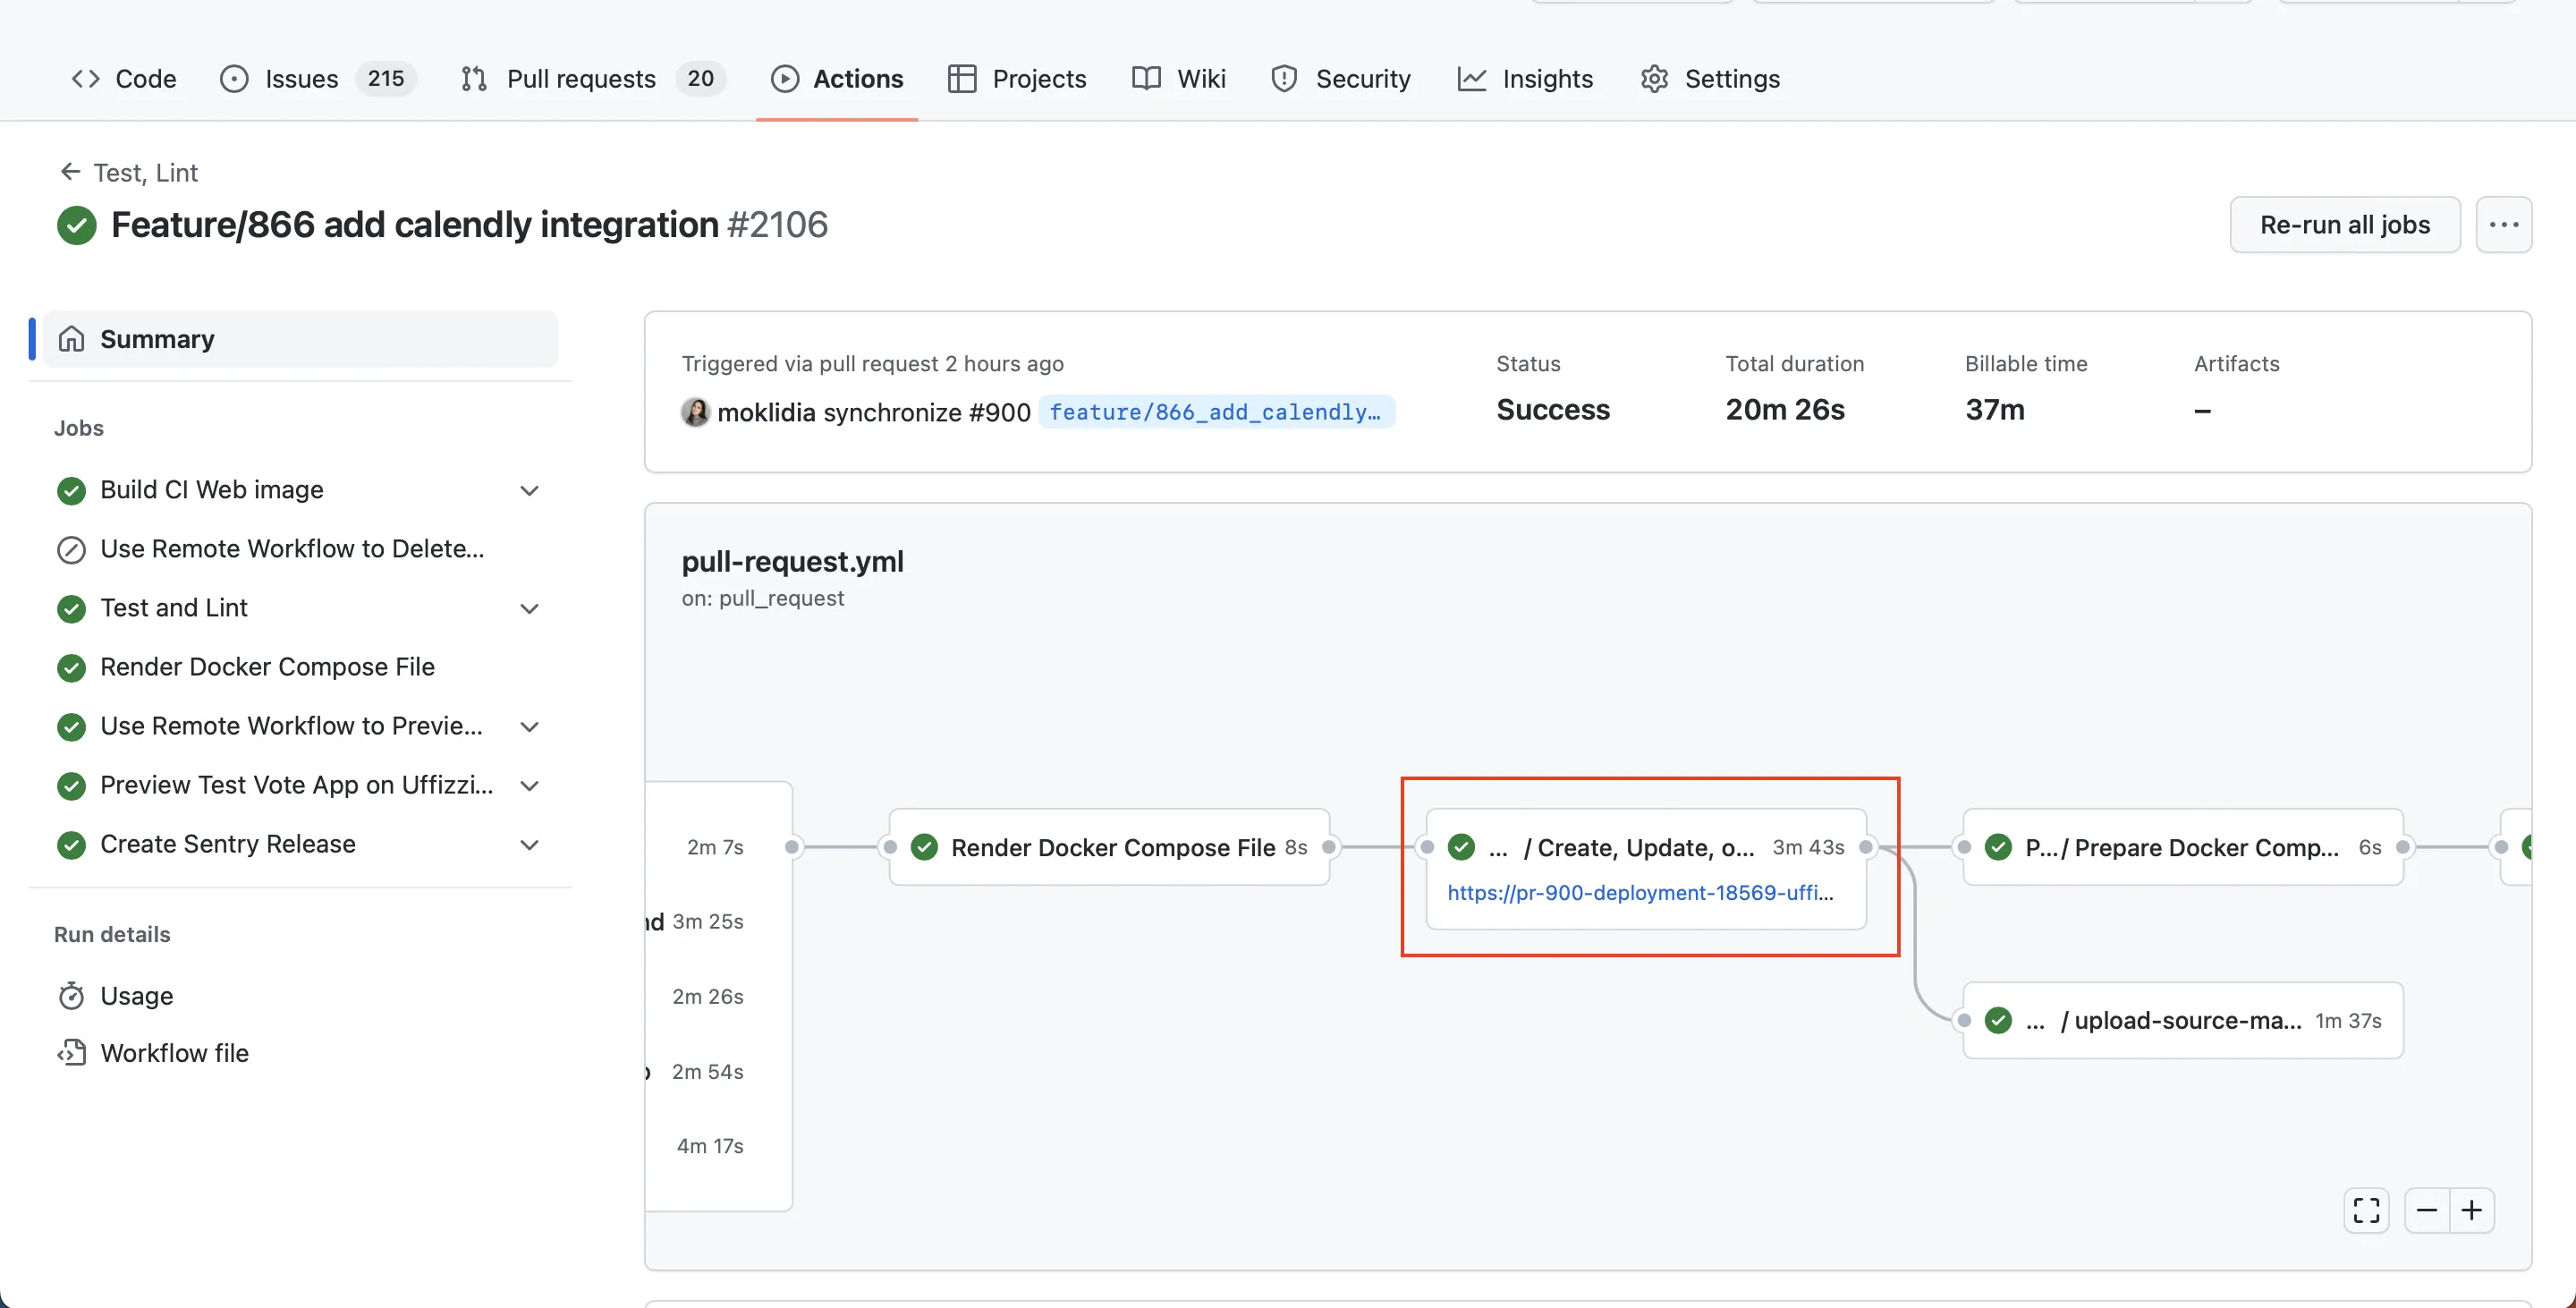 Code Issues 215 Pull requests 20 Actions Projects Wiki Security Insights Settings
Test, Lint
Feature/866 add calendly integration #2106
Re-run all jobs
Summary
Jobs
Build CI Web image
Use Remote Workflow to Delete...
Test and Lint
Render Docker Compose File
Use Remote Workflow to Previe...
Preview Test Vote App on Uffizzi...
Create Sentry Release
Run details
Usage
Workflow file
Triggered via pull request 2 hours ago
moklidia synchronize #900 feature/866_add_calendly…
Status
Success
Total duration
20m 26s
Billable time
37m
Artifacts
–
pull-request.yml
on: pull_request
2m 7s
nd 3m 25s
2m 26s
2m 54s
4m 17s
Render Docker Compose File 8s
... / Create, Update, o... 3m 43s
https://pr-900-deployment-18569-uffi...
P.../ Prepare Docker Comp... 6s
... / upload-source-ma... 1m 37s